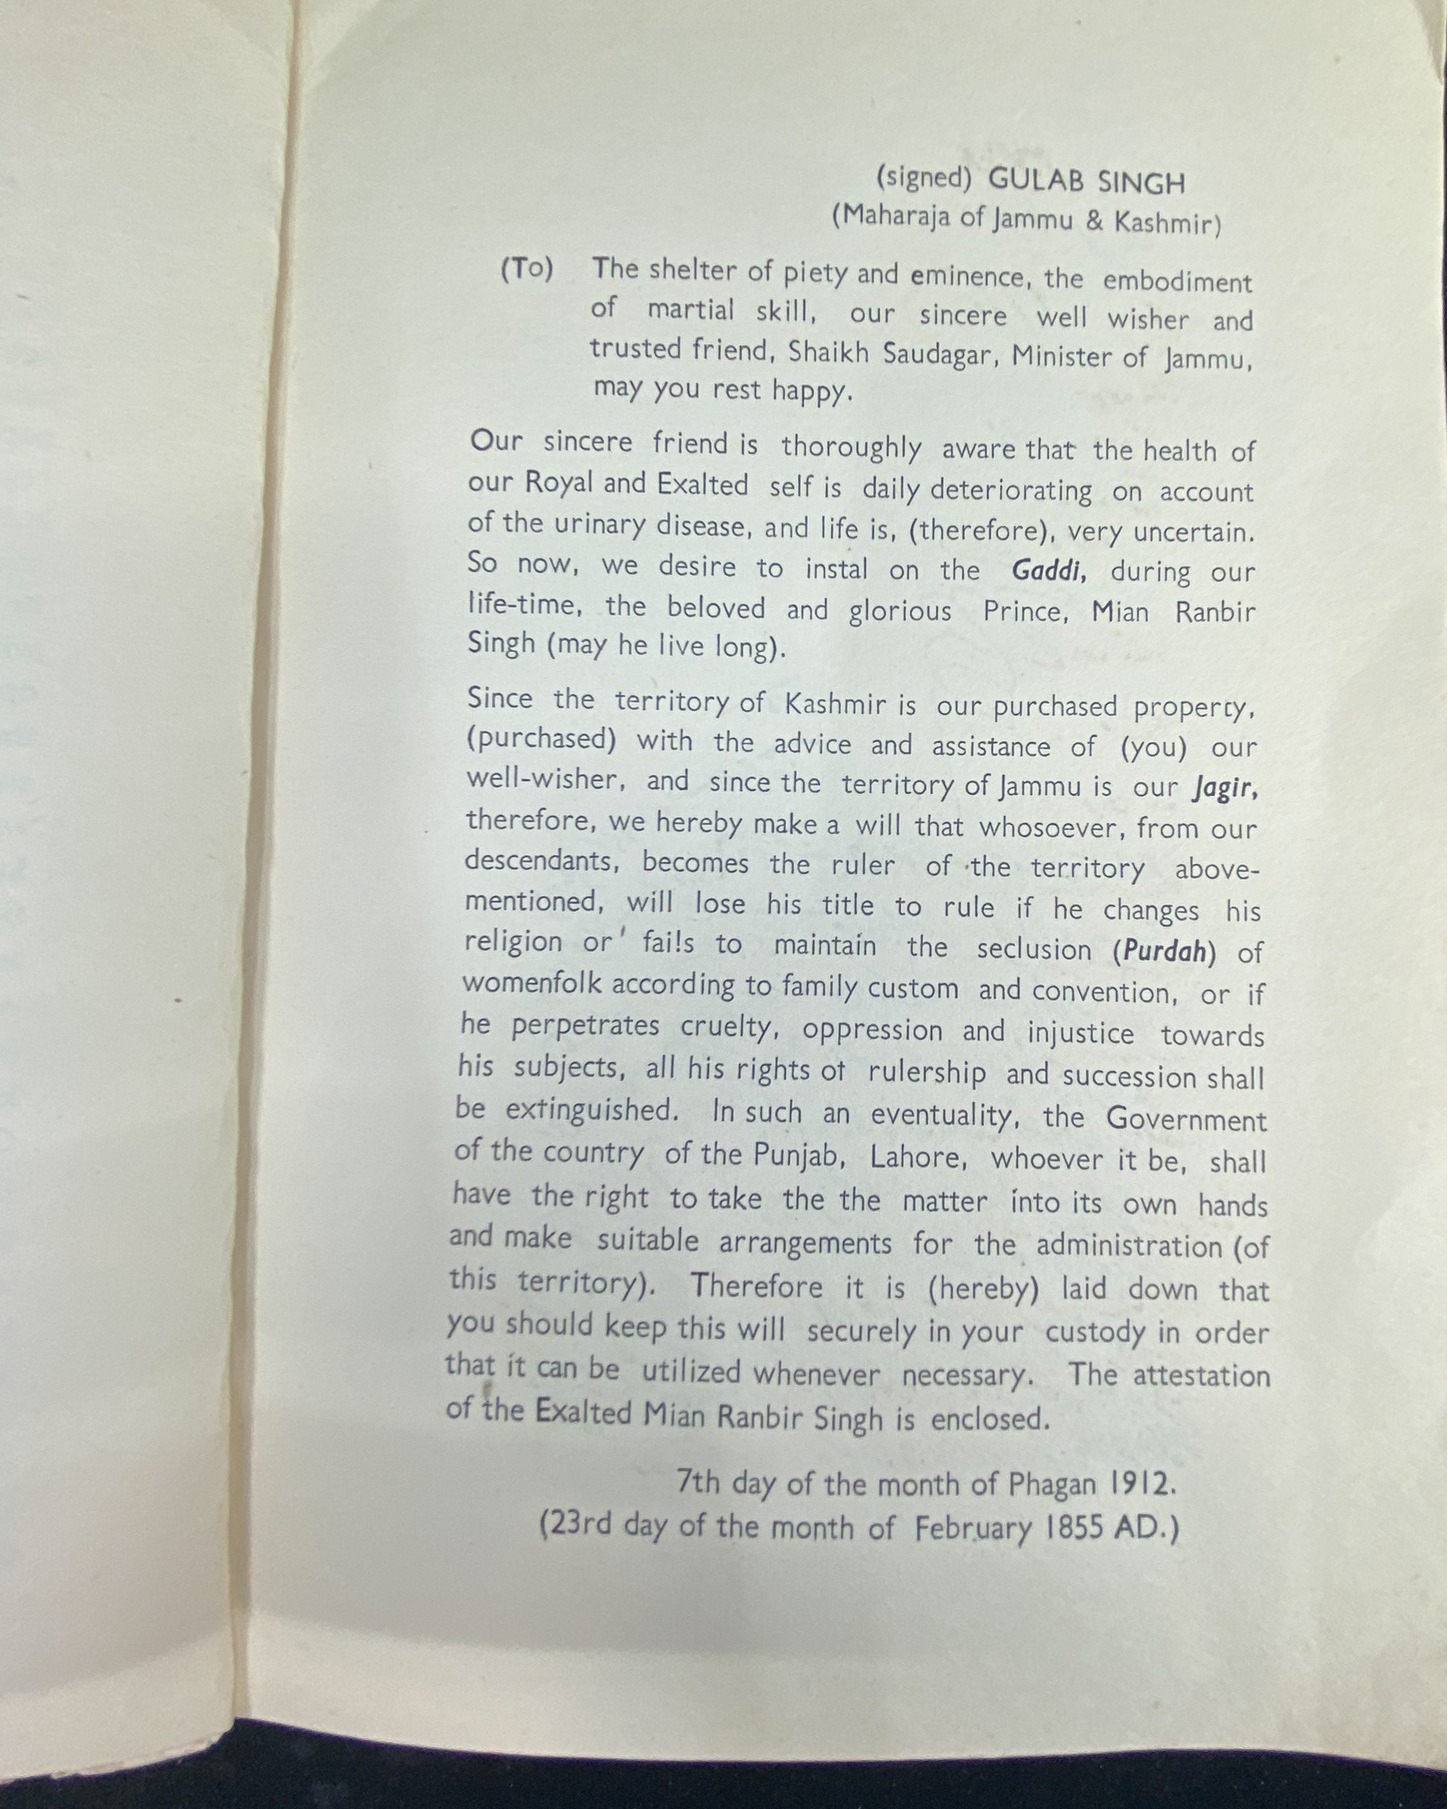 (signed) GULAB SINGH
(Maharaja of Jammu & Kashmir)
(To) The shelter of piety and eminence, the embodiment
of martial skill, our sincere well wisher and
trusted friend, Shaikh Saudagar, Minister of Jammu,
may you rest happy.
Our sincere friend is thoroughly aware that the health of
our Royal and Exalted self is daily deteriorating on account
of the urinary disease, and life is, (therefore), very uncertain.
So now, we desire to instal on the Gaddi, during our
life-time, the beloved and glorious Prince, Mian Ranbir
Singh (may he live long).
Since the territory of Kashmir is our purchased property,
(purchased) with the advice and assistance of (you) our
well-wisher, and since the territory of Jammu is our Jagir,
therefore, we hereby make a will that whosoever, from our
descendants, becomes the ruler of the territory above-
mentioned, will lose his title to rule if he changes his
religion or fails to maintain the seclusion (Purdah) of
womenfolk according to family custom and convention, or if
he perpetrates cruelty, oppression and injustice towards
his subjects, all his rights of rulership and succession shall
be extinguished. In such an eventuality, the Government
of the country of the Punjab, Lahore, whoever it be, shall
have the right to take the the matter into its own hands
and make suitable arrangements for the administration (of
this territory). Therefore it is (hereby) laid down that
you should keep this will securely in your custody in order
that it can be utilized whenever necessary. The attestation
of the Exalted Mian Ranbir Singh is enclosed.
7th day of the month of Phagan 1912.
(23rd day of the month of February 1855 AD.)